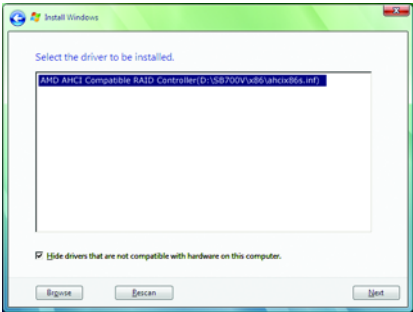 Install Windows
Select the driver to be installed.
AMD AHCI Compatible RAID Controller(D:\SB700V\x86\ahcix86s.inf)
Hide drivers that are not compatible with hardware on this computer.
Browse
Rescan
Next